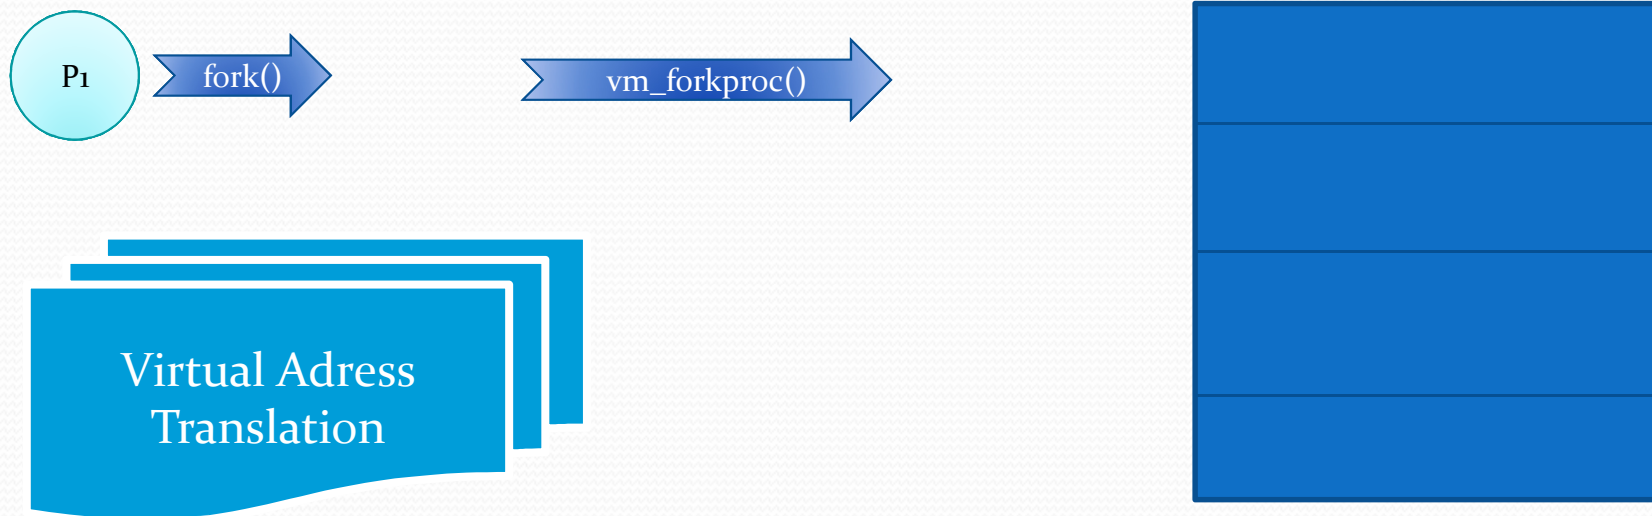 P1
fork()
vm_forkproc()
Virtual Adress
Translation